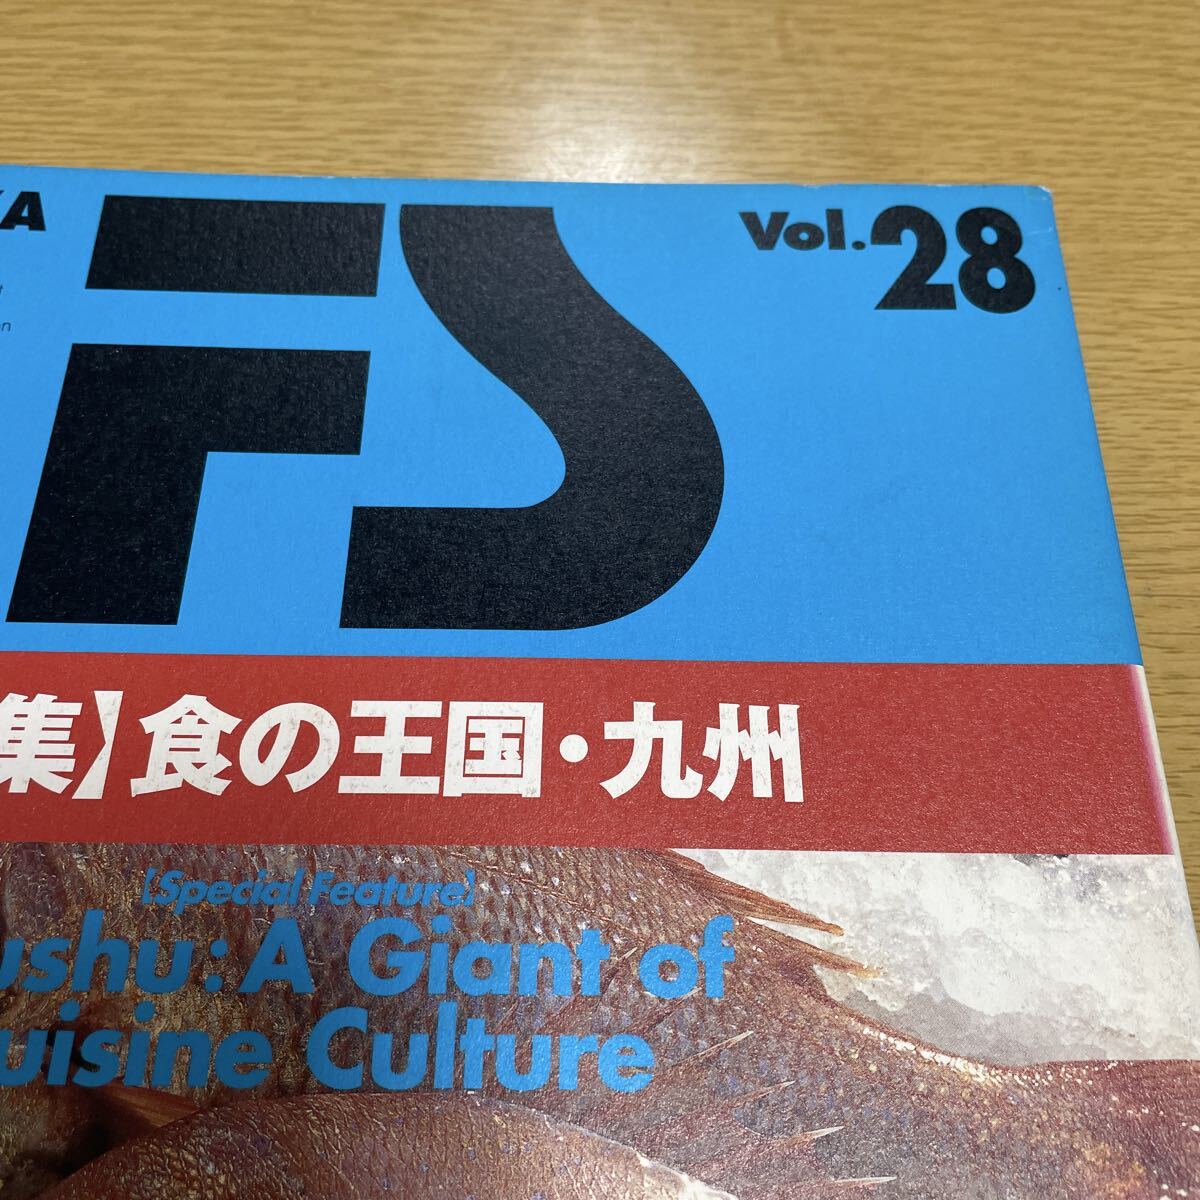 KA
FS
Vol.28
集】食の王国・九州
【Special Feature】
ushu: A Giant of
uisine Culture